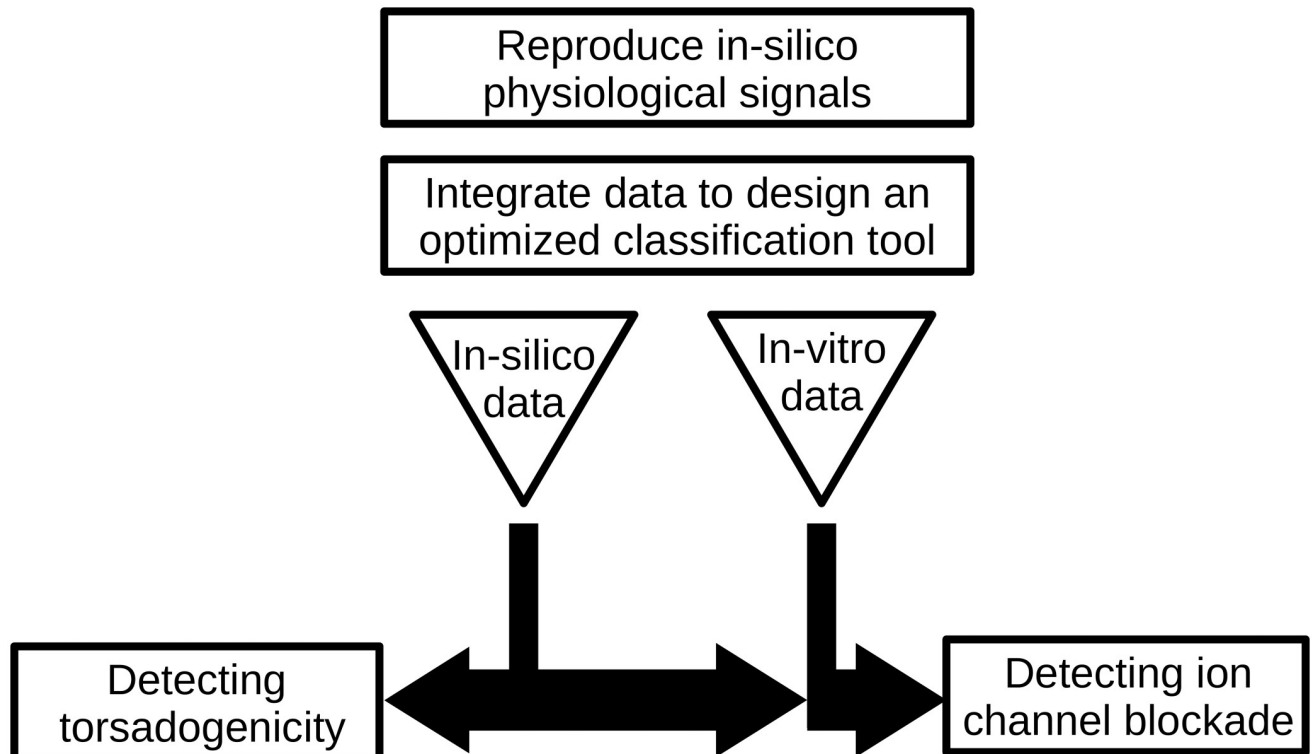 Reproduce in-silico
physiological signals
Integrate data to design an
optimized classification tool
In-silico
data
In-vitro
data
Detecting
torsadogenicity
Detecting ion
channel blockade